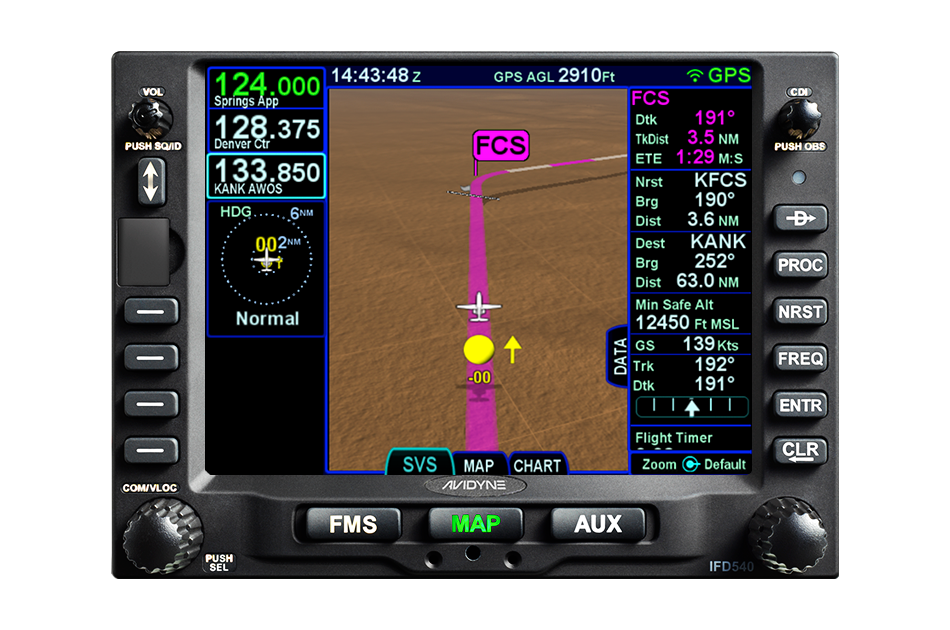 VOL
PUSH SQ/ID
124.000
Springs App
128.375
Denver Ctr
133.850
KANK AWOS
HDG
6NM
00
2NM
Normal
14:43:48 Z
GPS AGL 2910Ft
GPS
FCS
-00
DATA
SVS
MAP
CHART
FCS
Dtk 191°
TkDist 3.5 NM
ETE 1:29 M:S
Nrst KFCS
Brg 190°
Dist 3.6 NM
Dest KANK
Brg 252°
Dist 63.0 NM
Min Safe Alt
12450 Ft MSL
GS 139 Kts
Trk 192°
Dtk 191°
Flight Timer
Zoom Default
CDI
PUSH OBS
D
PROC
NRST
FREQ
ENTR
CLR
COM/VLOC
PUSH
SEL
AVIDYNE
FMS
MAP
AUX
IFD540